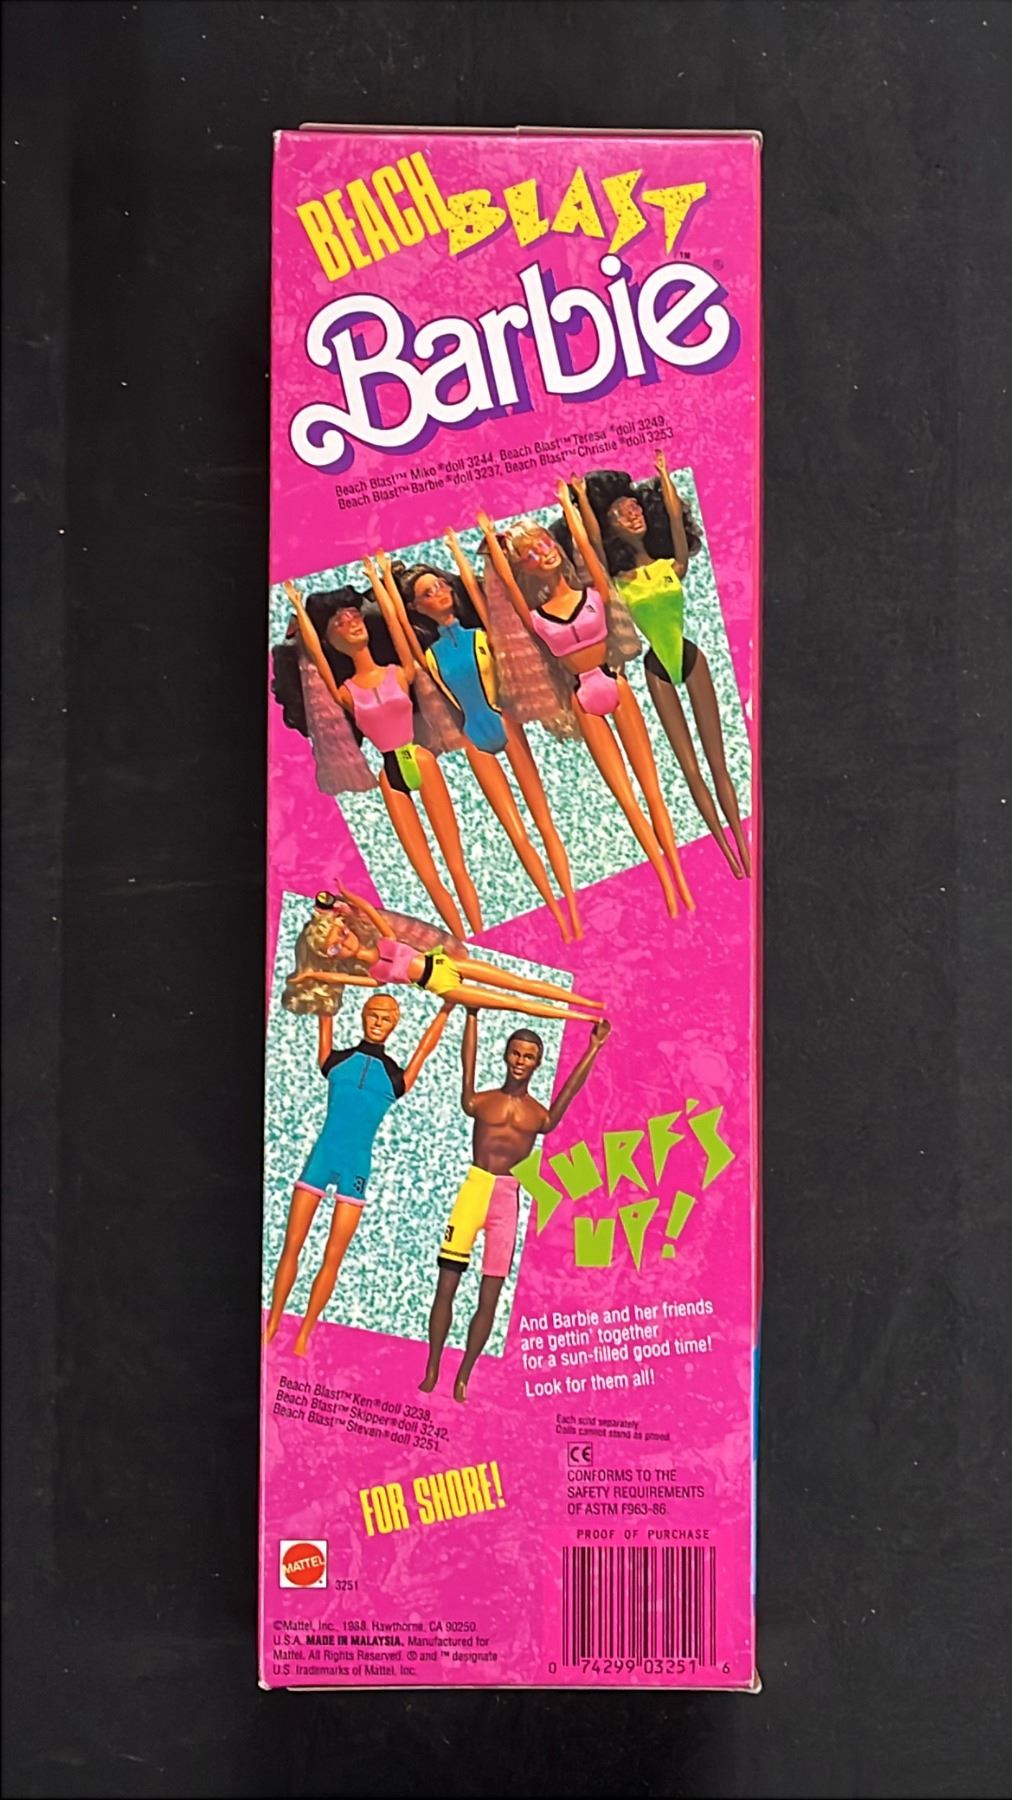 BEACH BLAST
Barbie™ ®
Beach Blast™ Miko® doll 3244, Beach Blast™ Teresa® doll 3249,
Beach Blast™ Barbie® doll 3237, Beach Blast™ Christie® doll 3253
SURF'S
UP!
And Barbie and her friends
are gettin' together
for a sun-filled good time!
Look for them all!
Beach Blast™ Ken® doll 3238,
Beach Blast™ Skipper® doll 3242,
Beach Blast™ Steven® doll 3251.
Each sold separately
Dolls cannot stand as posed
CE
CONFORMS TO THE
SAFETY REQUIREMENTS
OF ASTM F963-86
FOR SHORE!
PROOF OF PURCHASE
MATTEL
3251
©Mattel, Inc., 1988. Hawthorne, CA 90250
U.S.A. MADE IN MALAYSIA. Manufactured for
Mattel. All Rights Reserved. ® and ™ designate
U.S. trademarks of Mattel, Inc.
0 74299 03251 6